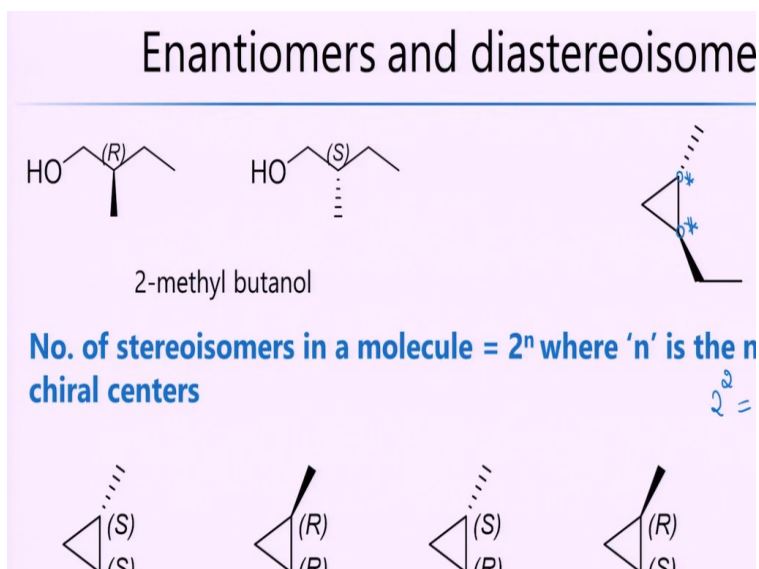 Enantiomers and diastereoisome
(R)
HO
(S)
HO
2-methyl butanol
No. of stereoisomers in a molecule = 2ⁿ where ‘n’ is the
chiral centers
2² =
(S) (R) (S) (R)
(S) (R) (R) (S)